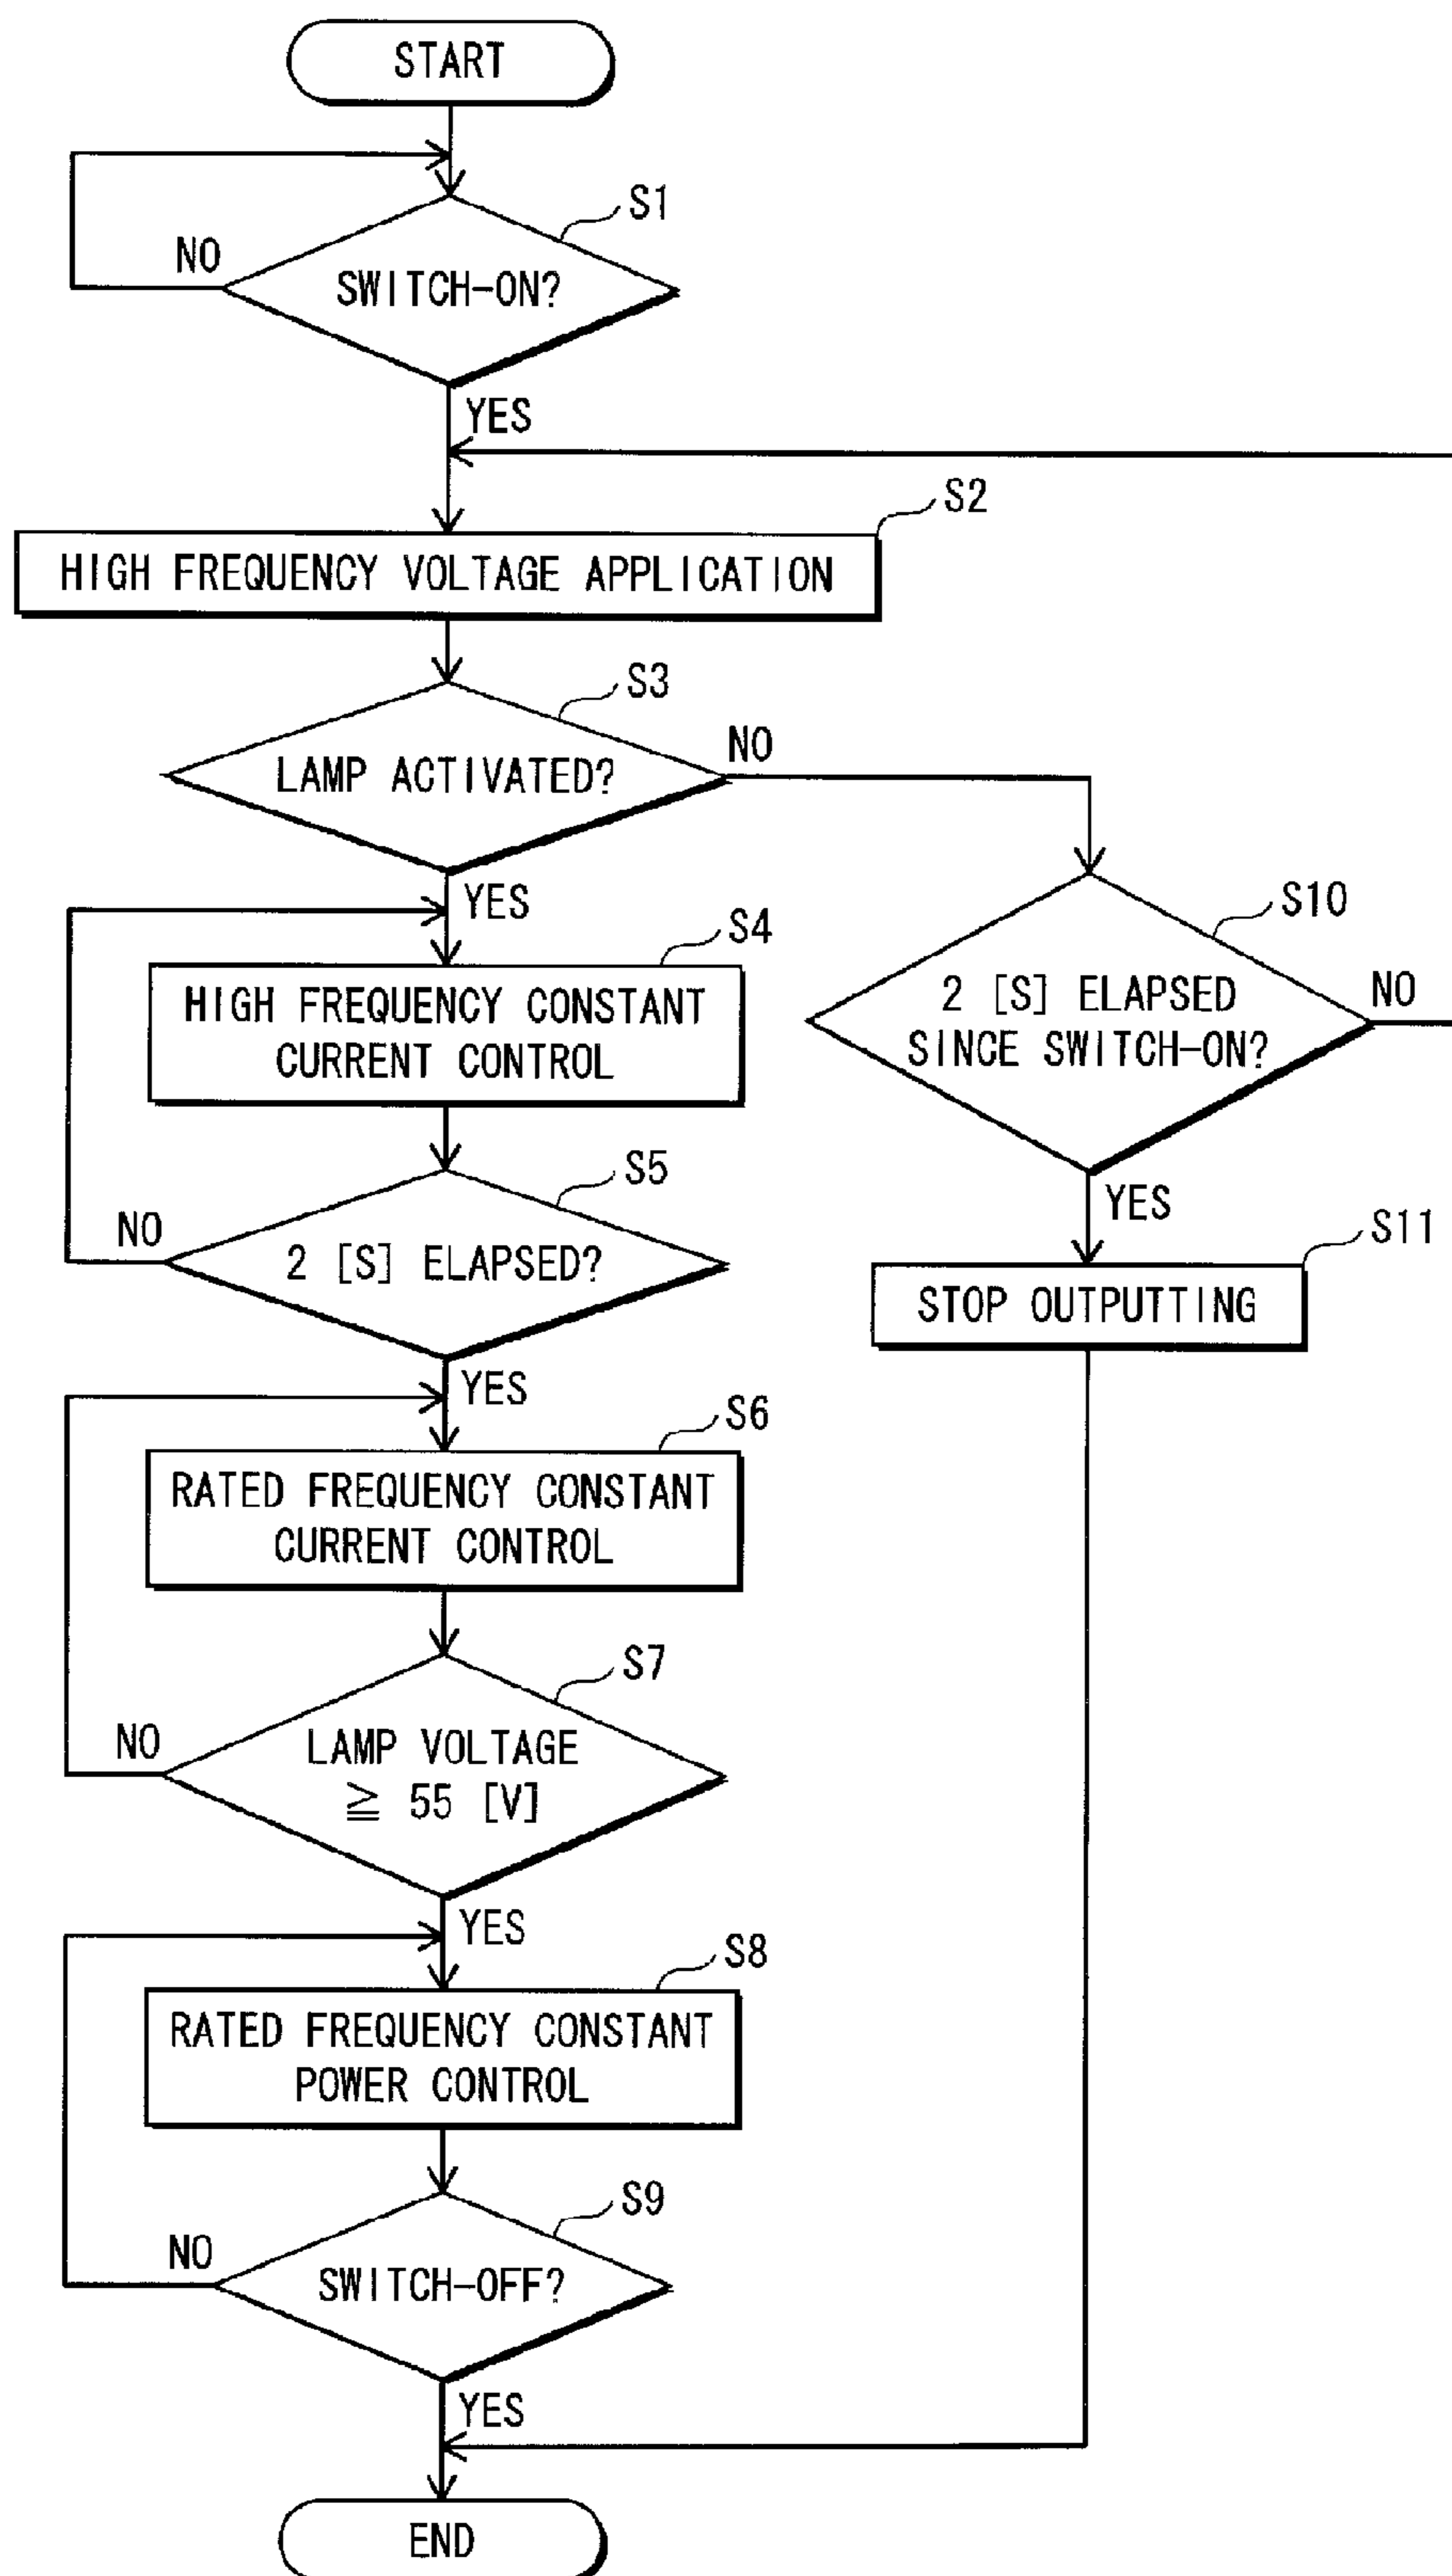 START
S1
NO
SWITCH-ON?
YES
S2
HIGH FREQUENCY VOLTAGE APPLICATION
S3
LAMP ACTIVATED?
NO
YES
S4
HIGH FREQUENCY CONSTANT
CURRENT CONTROL
S5
NO
2 [S] ELAPSED?
YES
S6
RATED FREQUENCY CONSTANT
CURRENT CONTROL
S7
NO
LAMP VOLTAGE
≧ 55 [V]
YES
S8
RATED FREQUENCY CONSTANT
POWER CONTROL
S9
NO
SWITCH-OFF?
YES
END
S10
2 [S] ELAPSED
SINCE SWITCH-ON?
NO
YES
S11
STOP OUTPUTTING